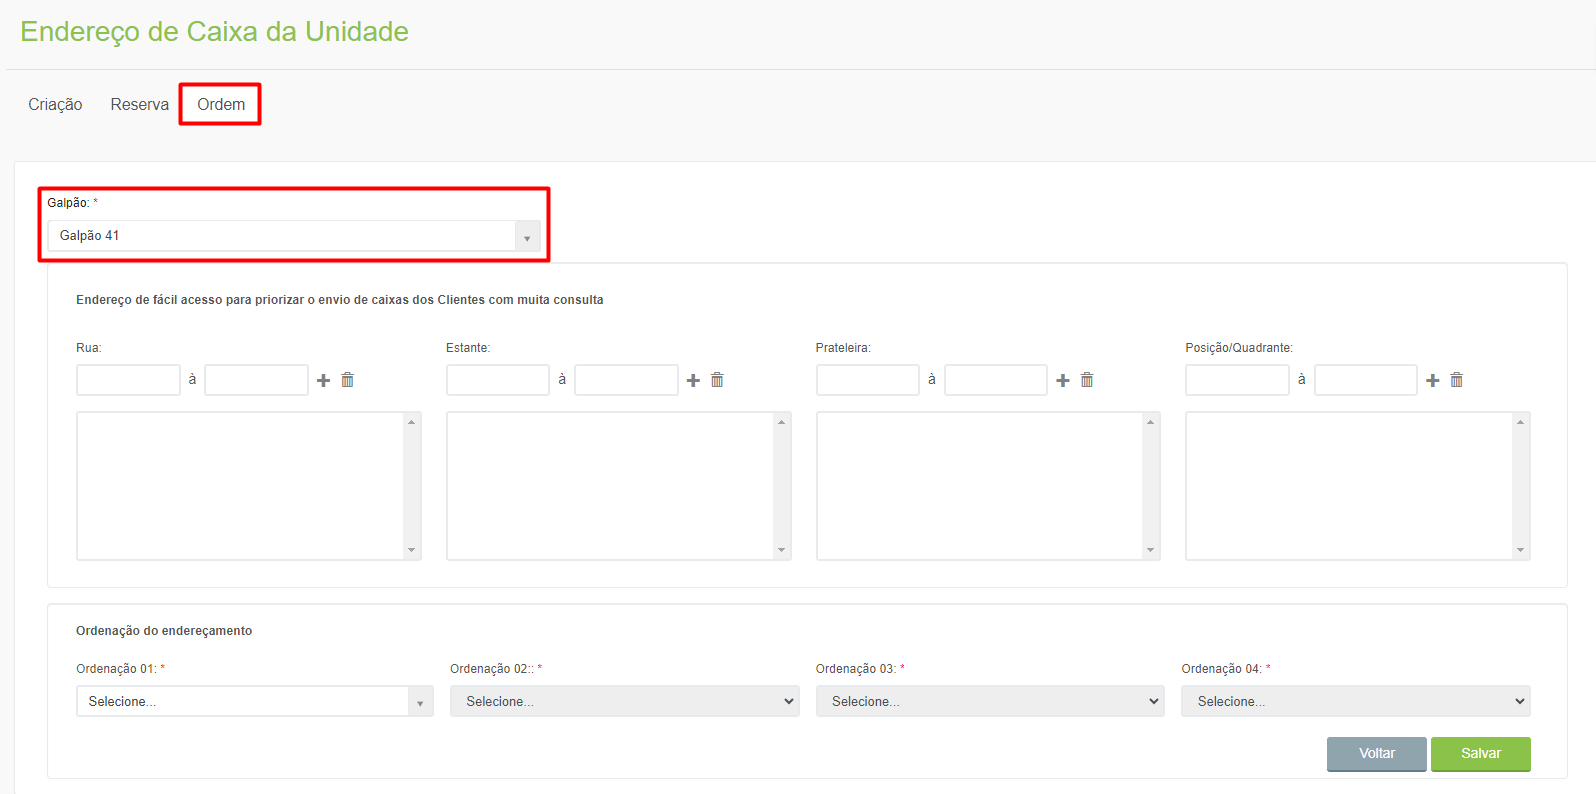 Endereço de Caixa da Unidade
Criação Reserva Ordem
Galpão: *
Galpão 41
Endereço de fácil acesso para priorizar o envio de caixas dos Clientes com muita consulta
Rua: Estante: Prateleira: Posição/Quadrante:
à à à à
Ordenação do endereçamento
Ordenação 01: * Ordenação 02:: * Ordenação 03: * Ordenação 04: *
Selecione... Selecione... Selecione... Selecione...
Voltar Salvar